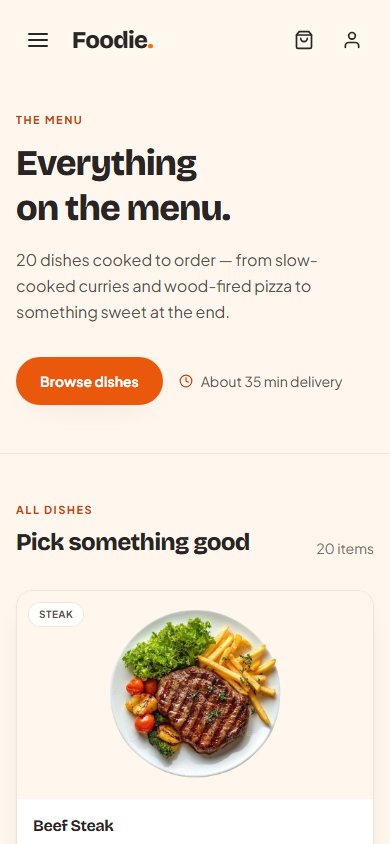 Foodie.
THE MENU
Everything
on the menu.
20 dishes cooked to order — from slow-
cooked curries and wood-fired pizza to
something sweet at the end.
Browse dishes
About 35 min delivery
ALL DISHES
Pick something good
20 items
STEAK
Beef Steak